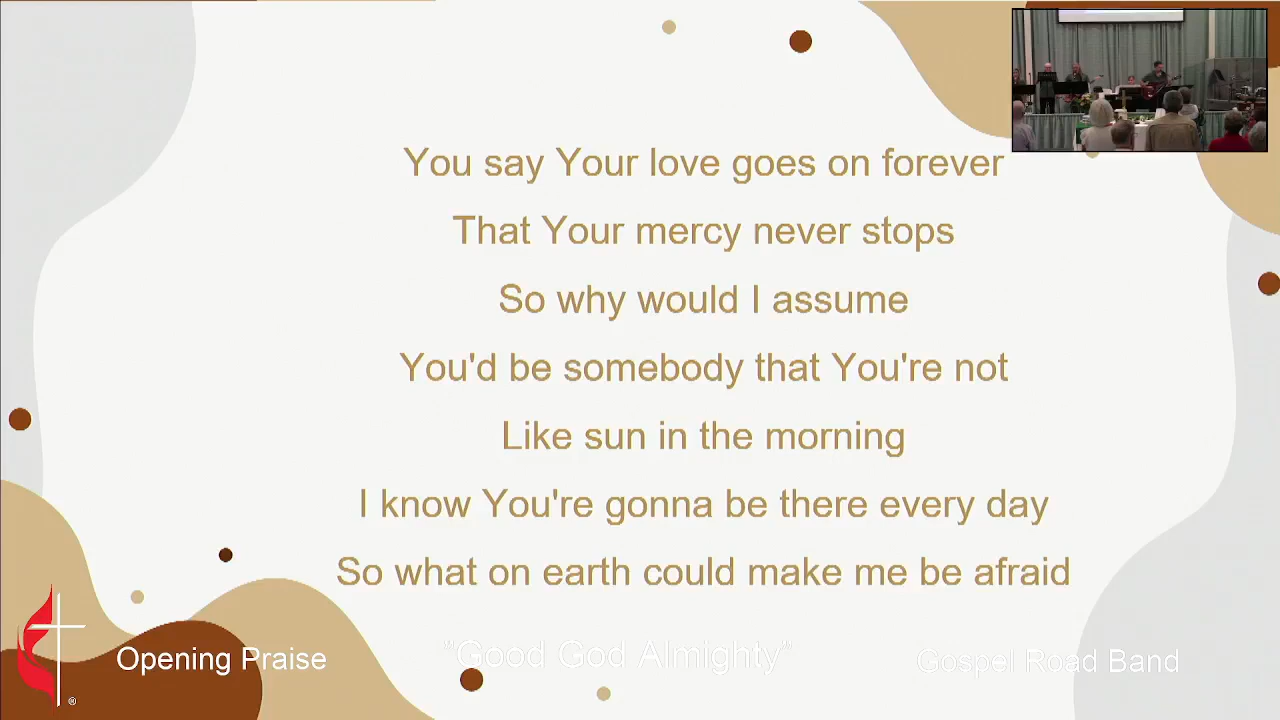 You say Your love goes on forever
That Your mercy never stops
So why would I assume
You'd be somebody that You're not
Like sun in the morning
I know You're gonna be there every day
So what on earth could make me be afraid
Opening Praise
"Good God Almighty"
Gospel Road Band
®